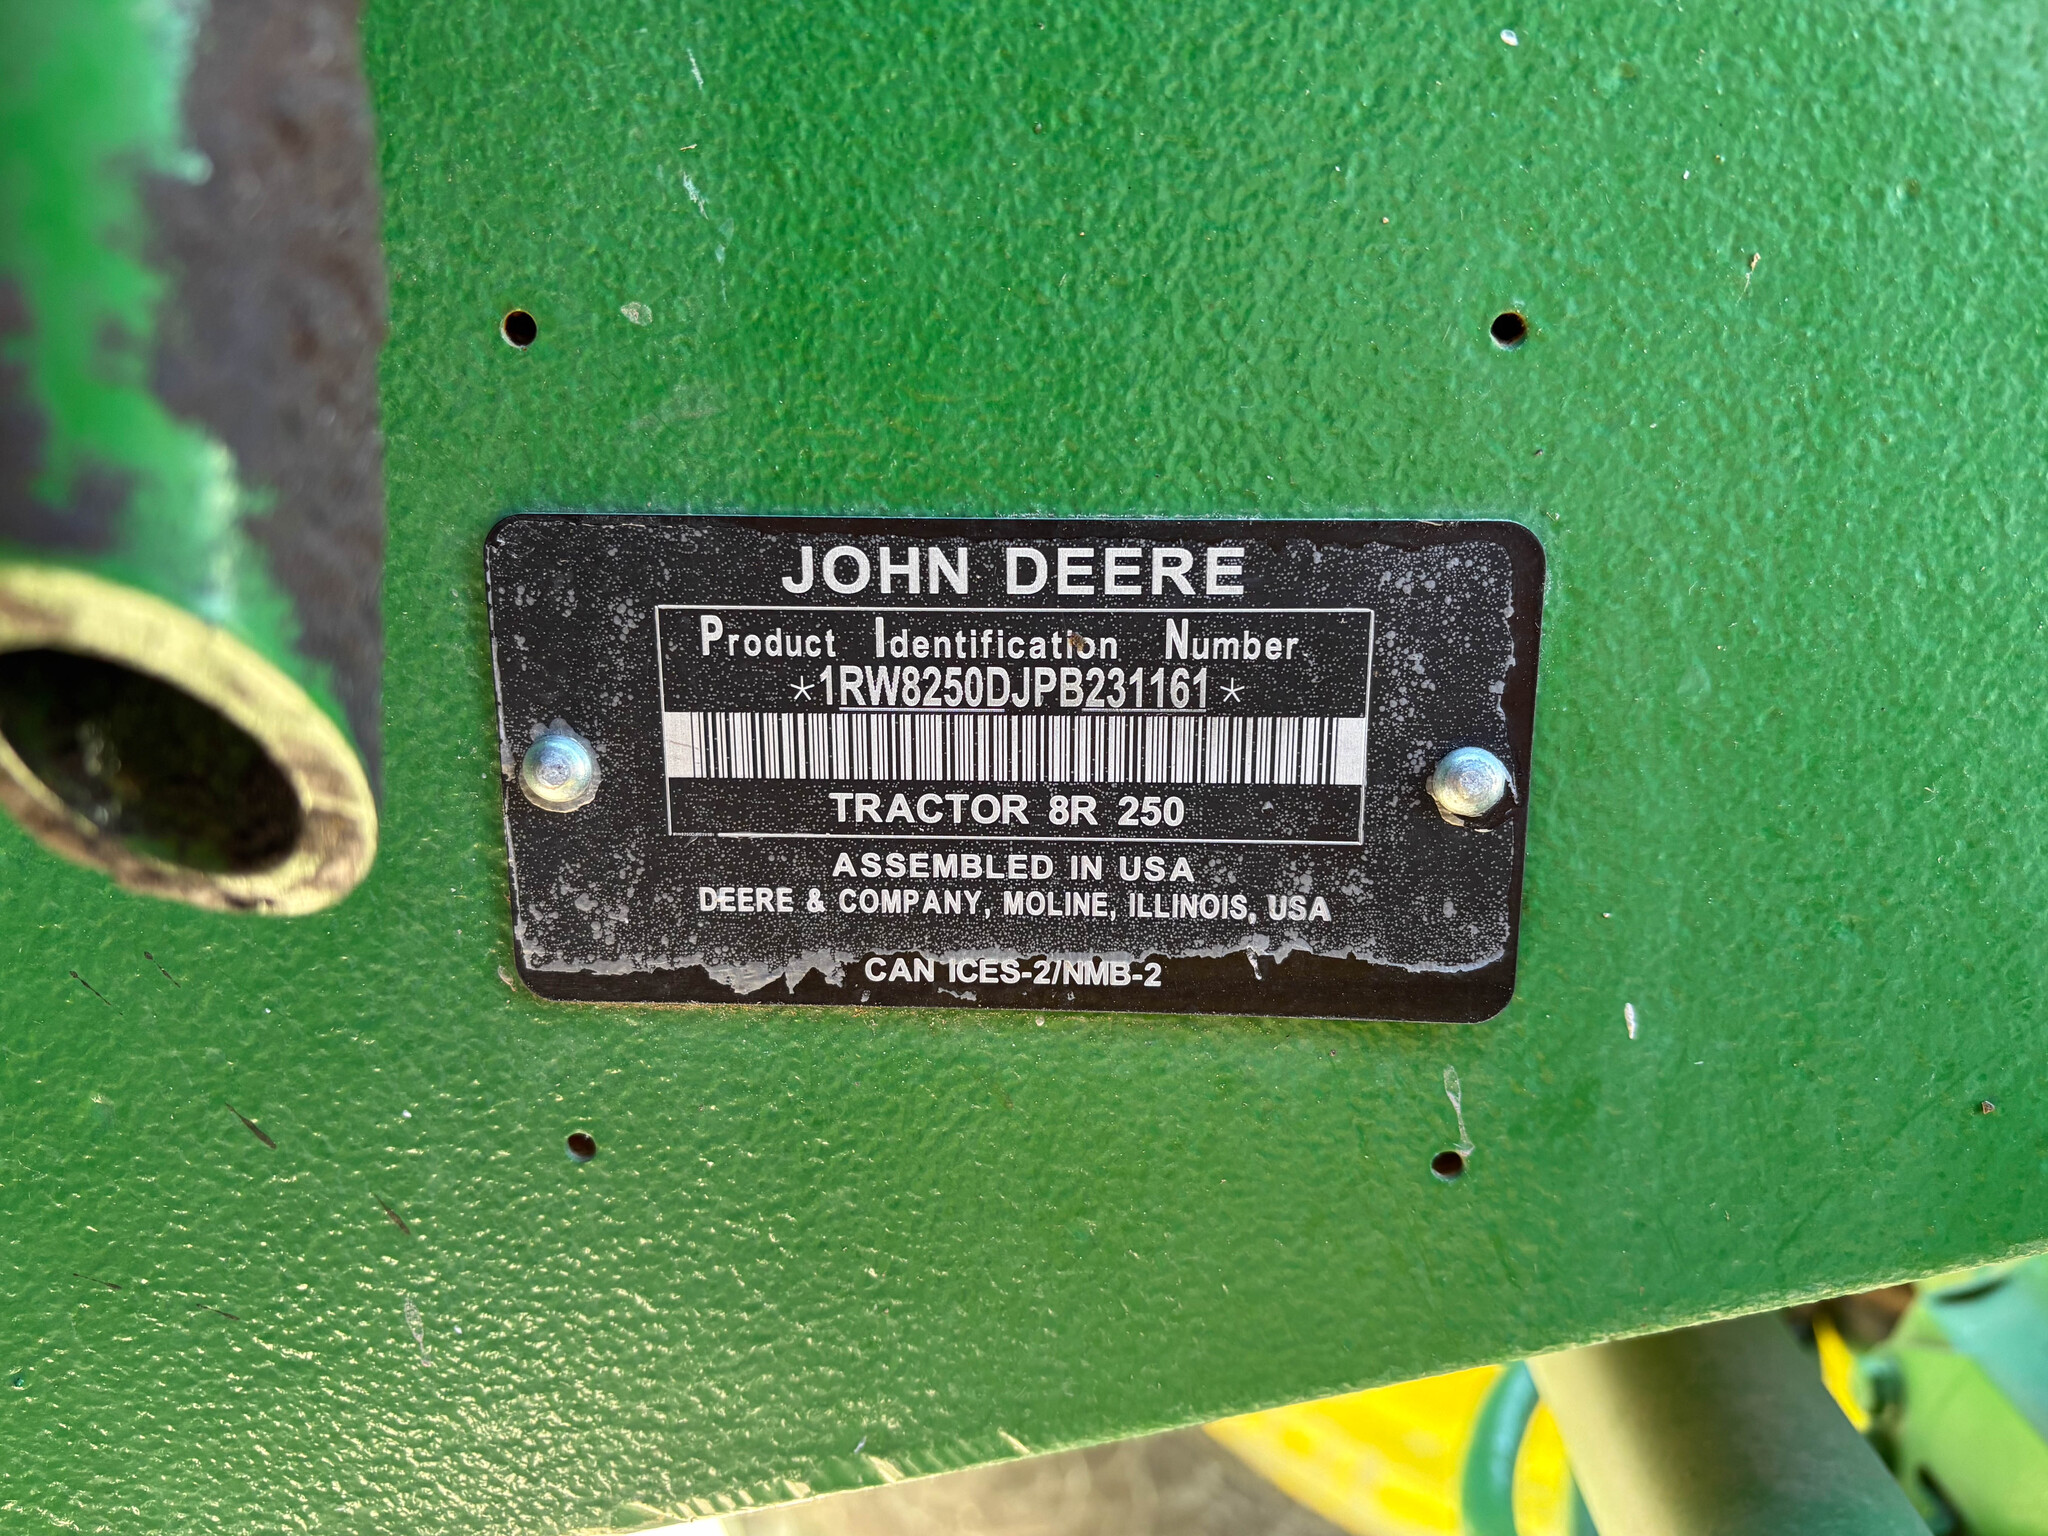 JOHN DEERE
Product Identification Number
*1RW8250DJPB231161*
TRACTOR 8R 250
ASSEMBLED IN USA
DEERE & COMPANY, MOLINE, ILLINOIS, USA
CAN ICES-2/NMB-2